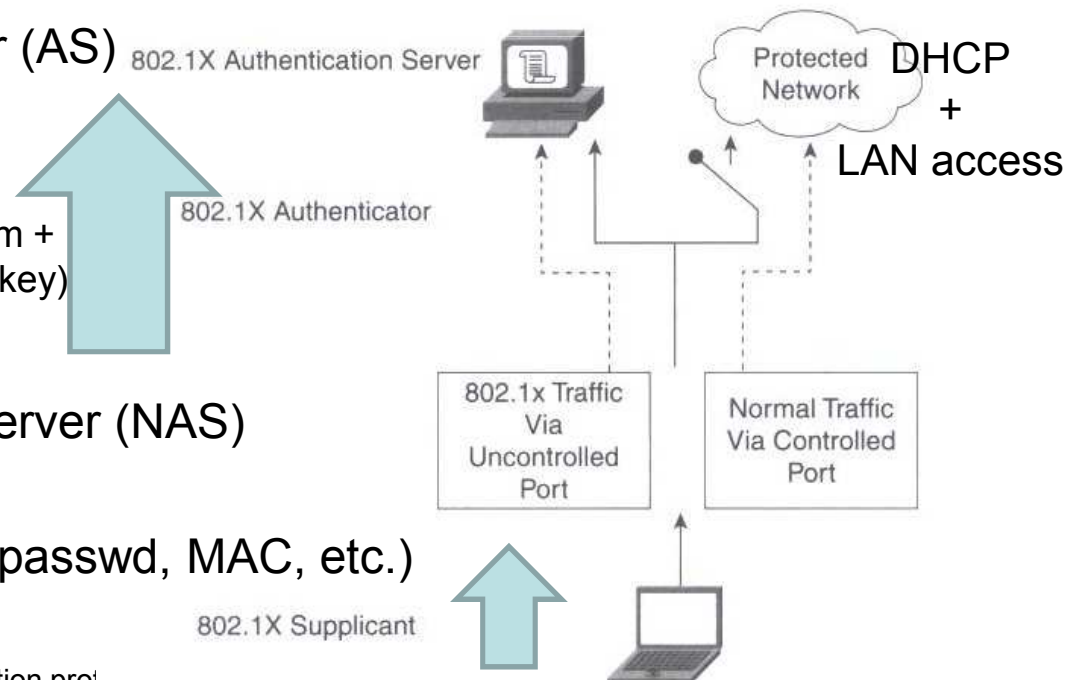 (AS)
802.1X Authentication Server
Protected
Network
DHCP
+
LAN access
802.1X Authenticator
+
key)
802.1x Traffic
Via
Uncontrolled
Port
Normal Traffic
Via Controlled
Port
(NAS)
passwd, MAC, etc.)
802.1X Supplicant